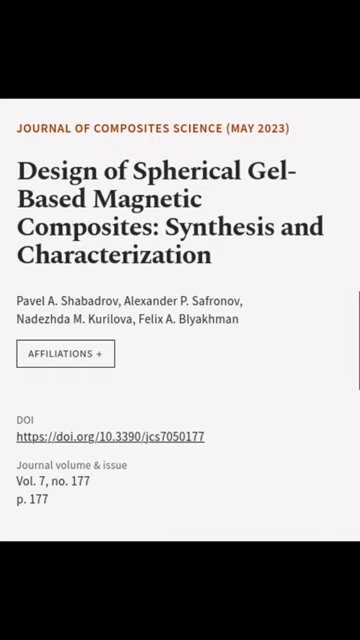 JOURNAL OF COMPOSITES SCIENCE (MAY 2023)
Design of Spherical Gel-
Based Magnetic
Composites: Synthesis and
Characterization
Pavel A. Shabadrov, Alexander P. Safronov,
Nadezhda M. Kurilova, Felix A. Blyakhman
AFFILIATIONS +
DOI
https://doi.org/10.3390/jcs7050177
Journal volume & issue
Vol. 7, no. 177
p. 177